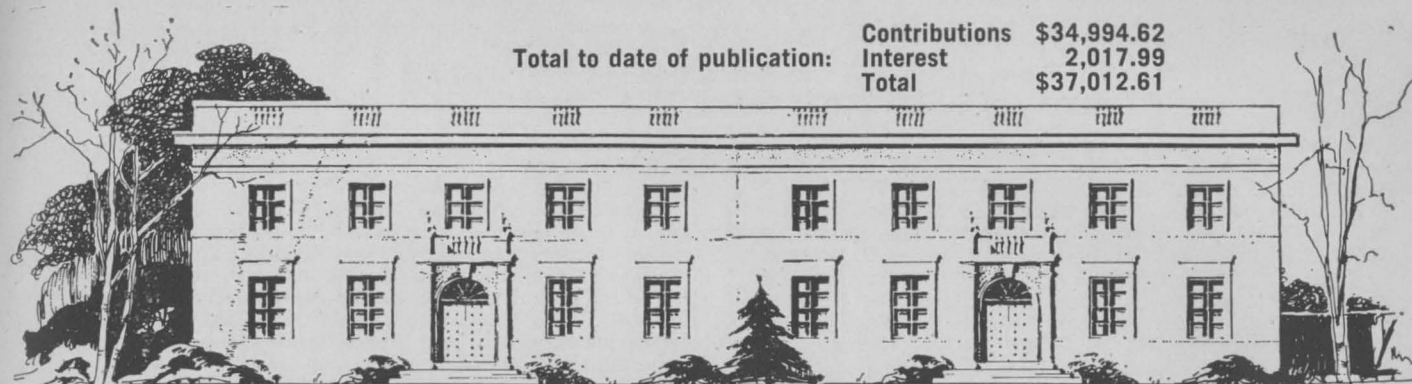 Contributions $34,994.62
Total to date of publication: Interest 2,017.99
Total $37,012.61